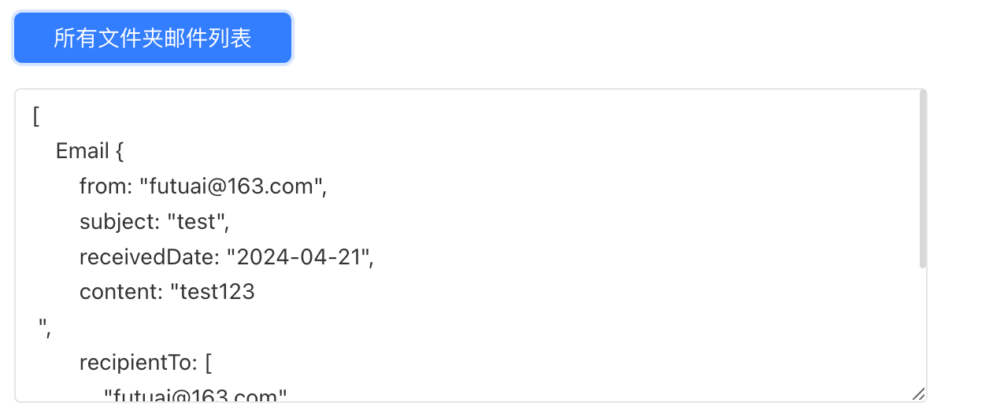 所有文件夹邮件列表
[
Email {
from: "futuai@163.com",
subject: "test",
receivedDate: "2024-04-21",
content: "test123
",
recipientTo: [
"futuai@163.com"